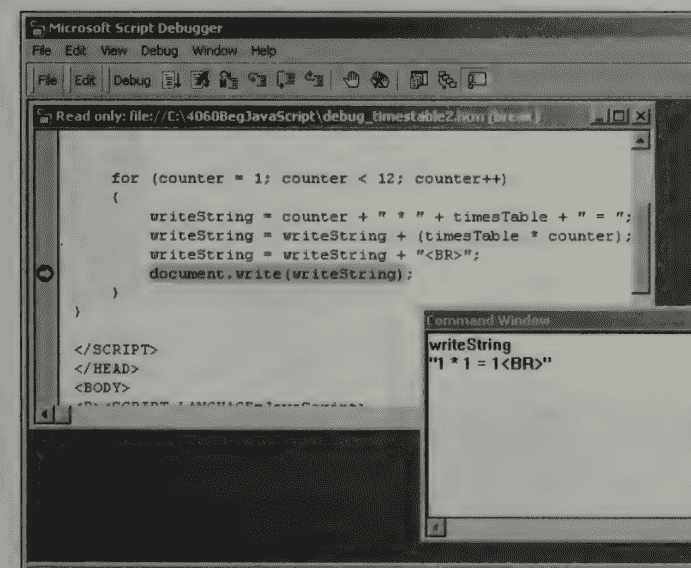 Microsoft Script Debugger
File Edit View Debug Window Help
File Edit Debug
Read only: file://C:\4060BegJavaScript\debug_timestable2.htm (break)
for (counter = 1; counter < 12; counter++)
{
writeString = counter + " * " + timesTable + " = ";
writeString = writeString + (timesTable * counter);
writeString = writeString + "<BR>";
document.write(writeString);
}
}
</SCRIPT>
</HEAD>
<BODY>
Command Window
writeString
"1 * 1 = 1<BR>"